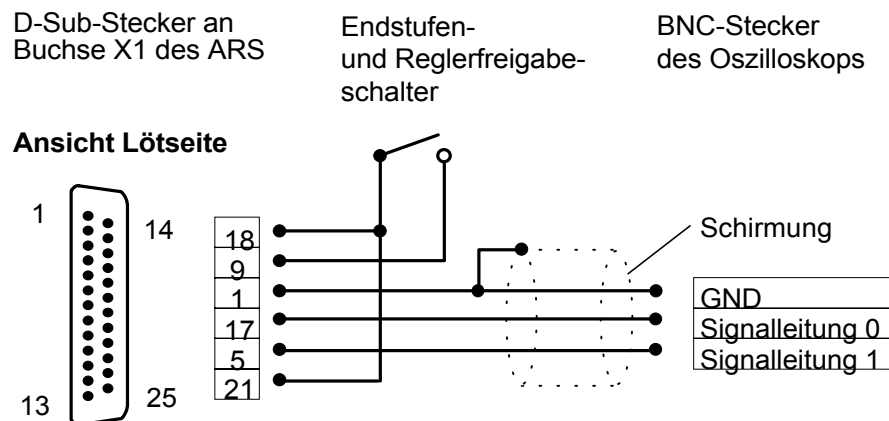 D-Sub-Stecker an
Buchse X1 des ARS
Endstufen-
und Reglerfreigabe-
schalter
BNC-Stecker
des Oszilloskops
Ansicht Lötseite
1
14
13
25
18
9
1
17
5
21
Schirmung
GND
Signalleitung 0
Signalleitung 1